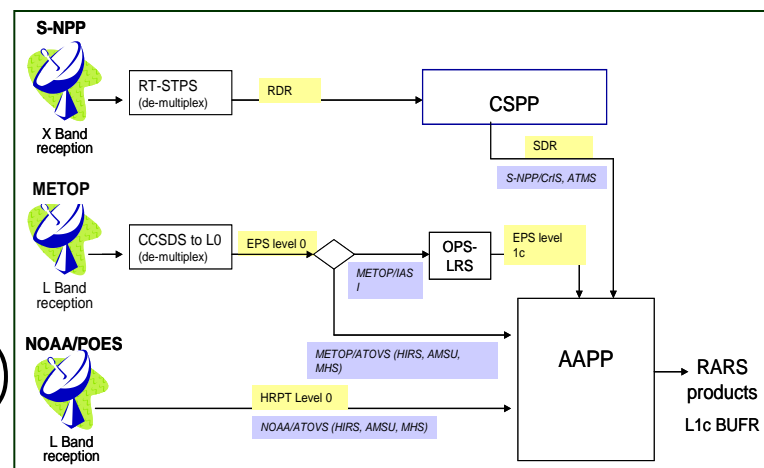 S-NPP
RT-STPS
(de-multiplex)
RDR
CSPP
X Band
reception
SDR
S-NPP/CrIS, ATMS
METOP
CCSDS to L0
(de-multiplex)
EPS level 0
OPS-
LRS
EPS level
1c
METOP/IAS
I
L Band
reception
METOP/ATOVS (HIRS, AMSU,
MHS)
AAPP
RARS
products
L1c BUFR
NOAA/POES
HRPT Level 0
NOAA/ATOVS (HIRS, AMSU, MHS)
L Band
reception